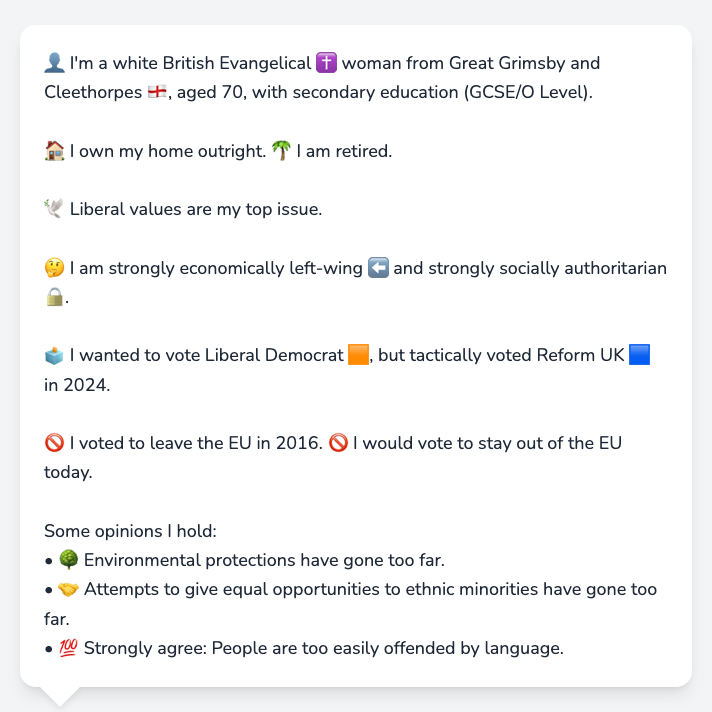 👤 I'm a white British Evangelical ✝️ woman from Great Grimsby and
Cleethorpes 🏴󠁧󠁢󠁥󠁮󠁧󠁿, aged 70, with secondary education (GCSE/O Level).
🏠 I own my home outright. 🌴 I am retired.
🕊️ Liberal values are my top issue.
🤔 I am strongly economically left-wing ⬅️ and strongly socially authoritarian
🔒.
🗳️ I wanted to vote Liberal Democrat 🟧, but tactically voted Reform UK 🟦
in 2024.
🚫 I voted to leave the EU in 2016. 🚫 I would vote to stay out of the EU
today.
Some opinions I hold:
• 🌳 Environmental protections have gone too far.
• 🤝 Attempts to give equal opportunities to ethnic minorities have gone too
far.
• 💯 Strongly agree: People are too easily offended by language.